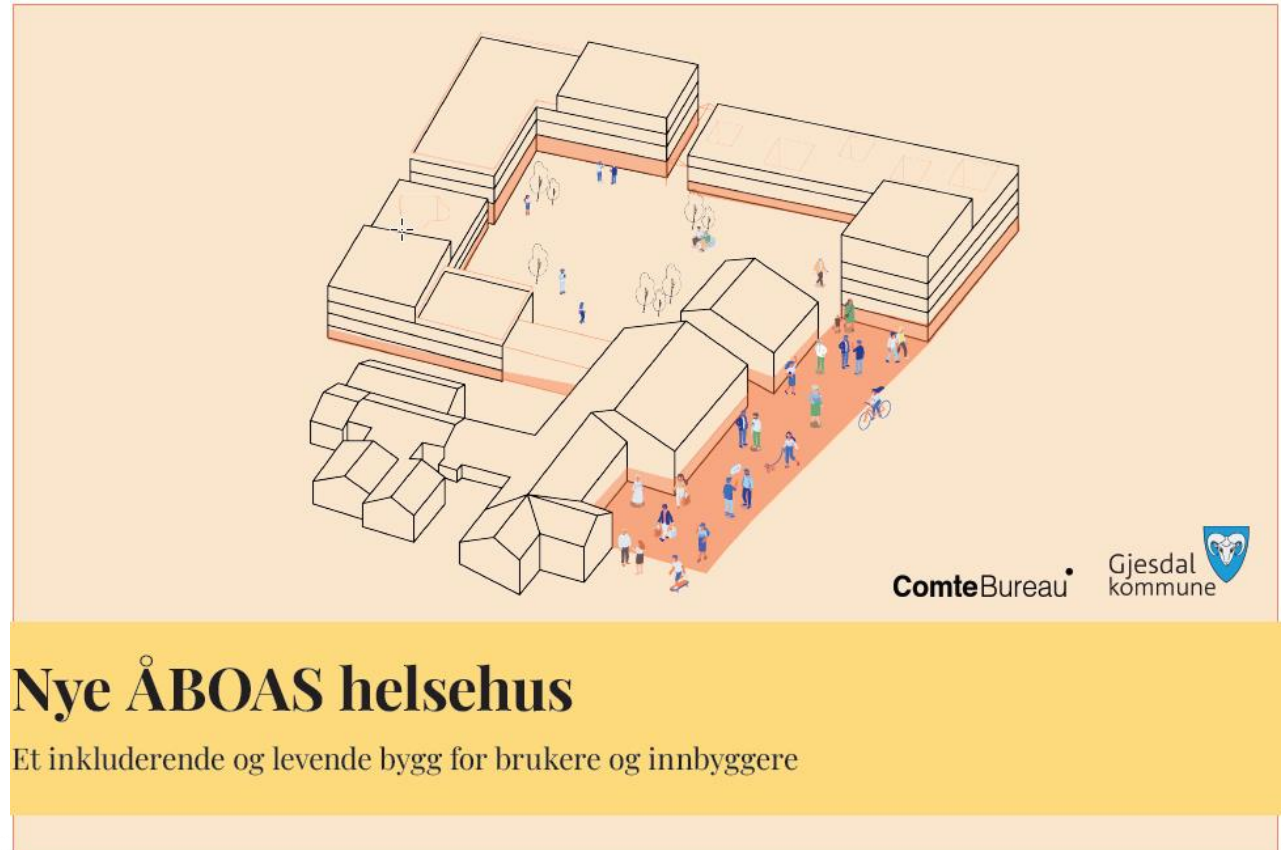 ComteBureau
Gjesdal
kommune
Nye ÅBOAS helsehus
Et inkluderende og levende bygg for brukere og innbyggere